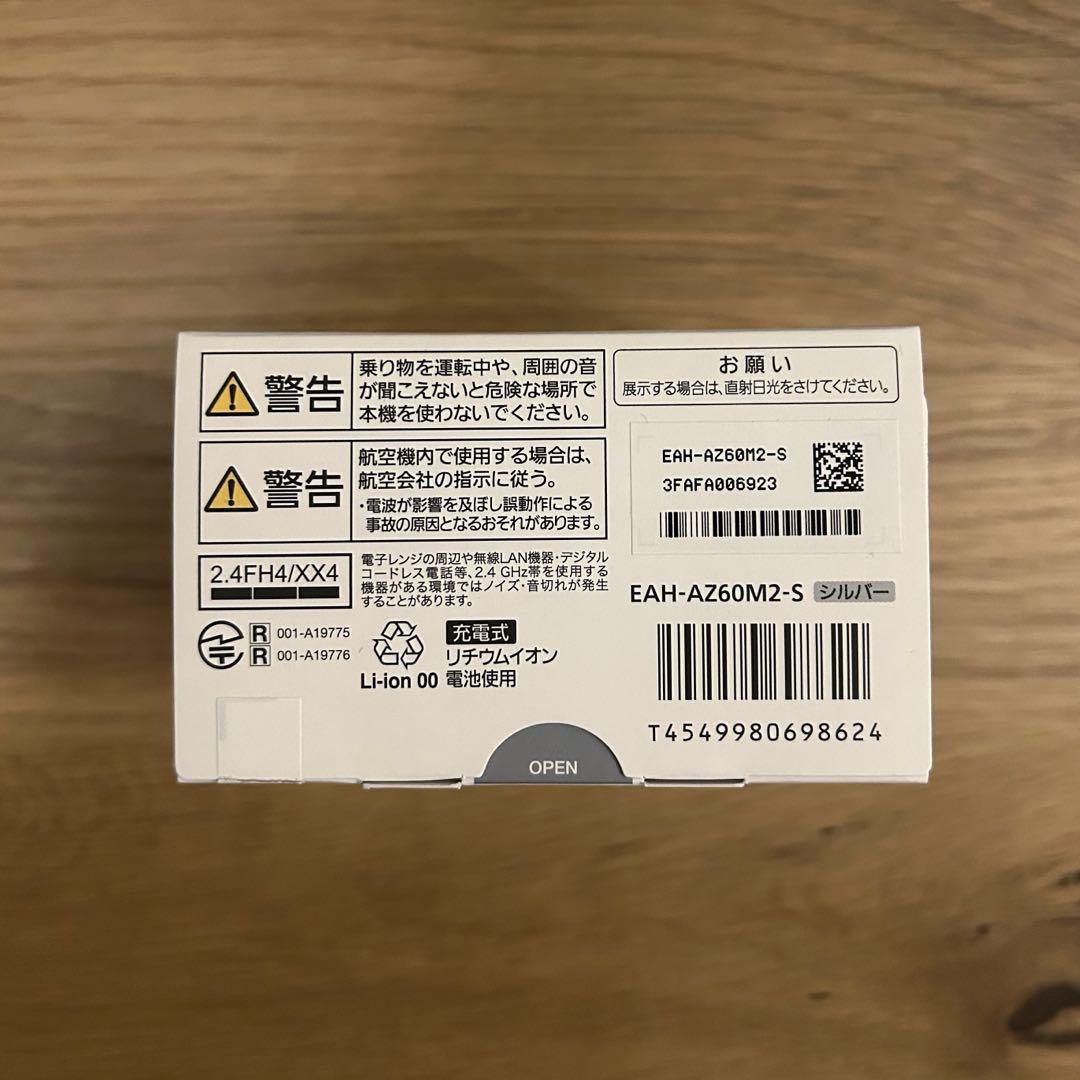 警告
乗り物を運転中や、周囲の音
が聞こえないと危険な場所で
本機を使わないでください。
警告
航空機内で使用する場合は、
航空会社の指示に従う。
・電波が影響を及ぼし誤動作による
事故の原因となるおそれがあります。
2.4FH4/XX4
電子レンジの周辺や無線LAN機器・デジタル
コードレス電話等、2.4 GHz帯を使用する
機器がある環境ではノイズ・音切れが発生
することがあります。
R 001-A19775
R 001-A19776
Li-ion 00
充電式
リチウムイオン
電池使用
お願い
展示する場合は、直射日光をさけてください。
EAH-AZ60M2-S
3FAFA006923
EAH-AZ60M2-S シルバー
T4549980698624
OPEN